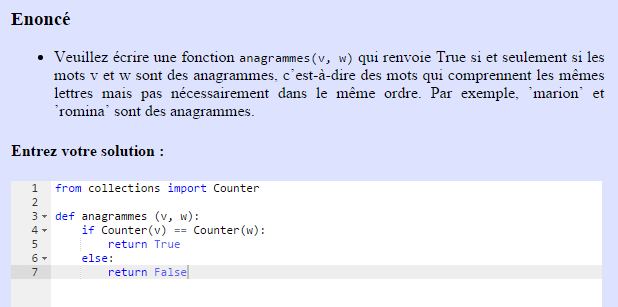 Enoncé
• Veuillez écrire une fonction anagrammes(v, w) qui renvoie True si et seulement si les
mots v et w sont des anagrammes, c'est-à-dire des mots qui comprennent les mêmes
lettres mais pas nécessairement dans le même ordre. Par exemple, 'marion' et
'romina' sont des anagrammes.
Entrez votre solution :
1 from collections import Counter
2
3 def anagrammes (v, w):
4     if Counter(v) == Counter(w):
5         return True
6     else:
7         return False